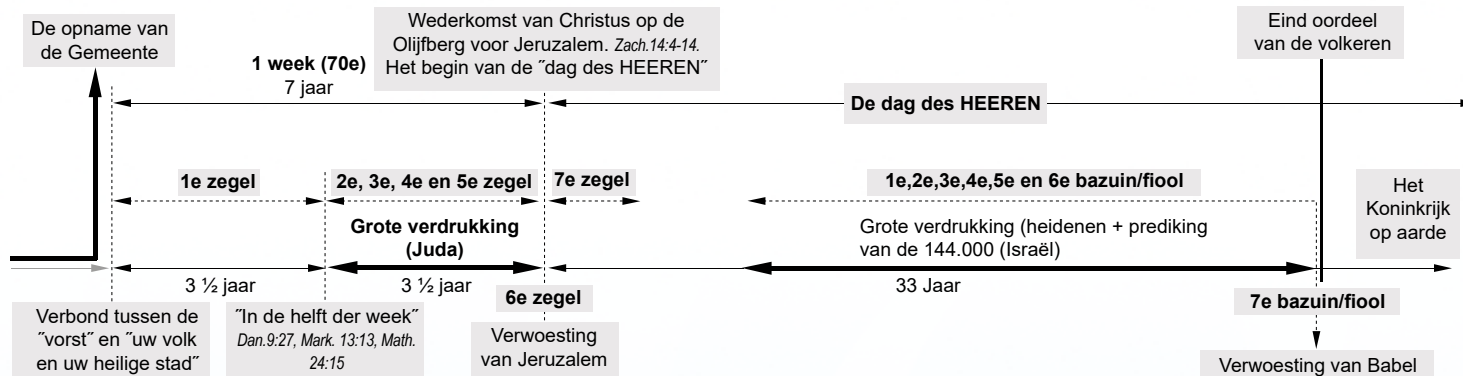 De opname van
de Gemeente
1 week (70e)
7 jaar
Wederkomst van Christus op de
Olijfberg voor Jeruzalem. Zach.14:4-14.
Het begin van de ˝dag des HEEREN˝
Eind oordeel
van de volkeren
De dag des HEEREN
1e zegel
2e, 3e, 4e en 5e zegel
7e zegel
1e,2e,3e,4e,5e en 6e bazuin/fiool
Het
Koninkrijk
op aarde
Grote verdrukking
(Juda)
Grote verdrukking (heidenen + prediking
van de 144.000 (Israël)
3 ½ jaar
3 ½ jaar
33 Jaar
6e zegel
7e bazuin/fiool
Verbond tussen de
˝vorst˝ en ˝uw volk
en uw heilige stad˝
˝In de helft der week˝
Dan.9:27, Mark. 13:13, Math.
24:15
Verwoesting
van Jeruzalem
Verwoesting van Babel